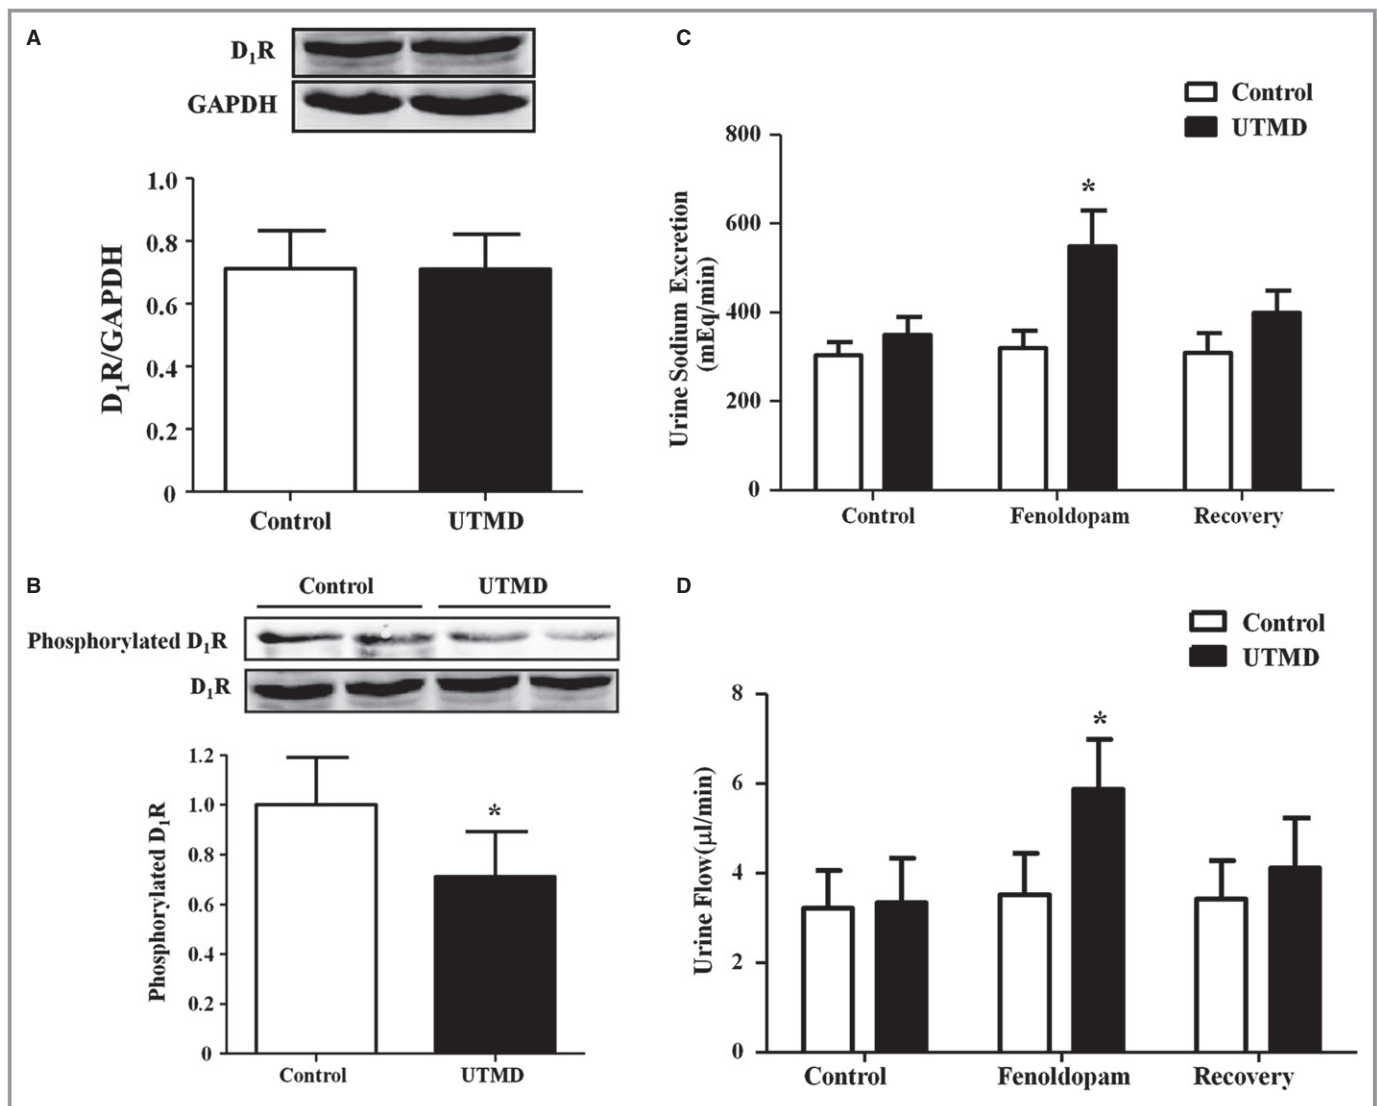 A
D₁R
GAPDH
1.0
0.8
0.6
0.4
0.2
0
D₁R/GAPDH
Control UTMD
B
Control UTMD
Phosphorylated D₁R
D₁R
1.2
1.0
0.8
0.6
0.4
0.2
0
Phosphorylated D₁R
*
Control UTMD
C
Control
UTMD
800
600
400
200
0
Urine Sodium Excretion
(mEq/min)
*
Control Fenoldopam Recovery
D
Control
UTMD
8
6
4
2
0
Urine Flow(μl/min)
*
Control Fenoldopam Recovery